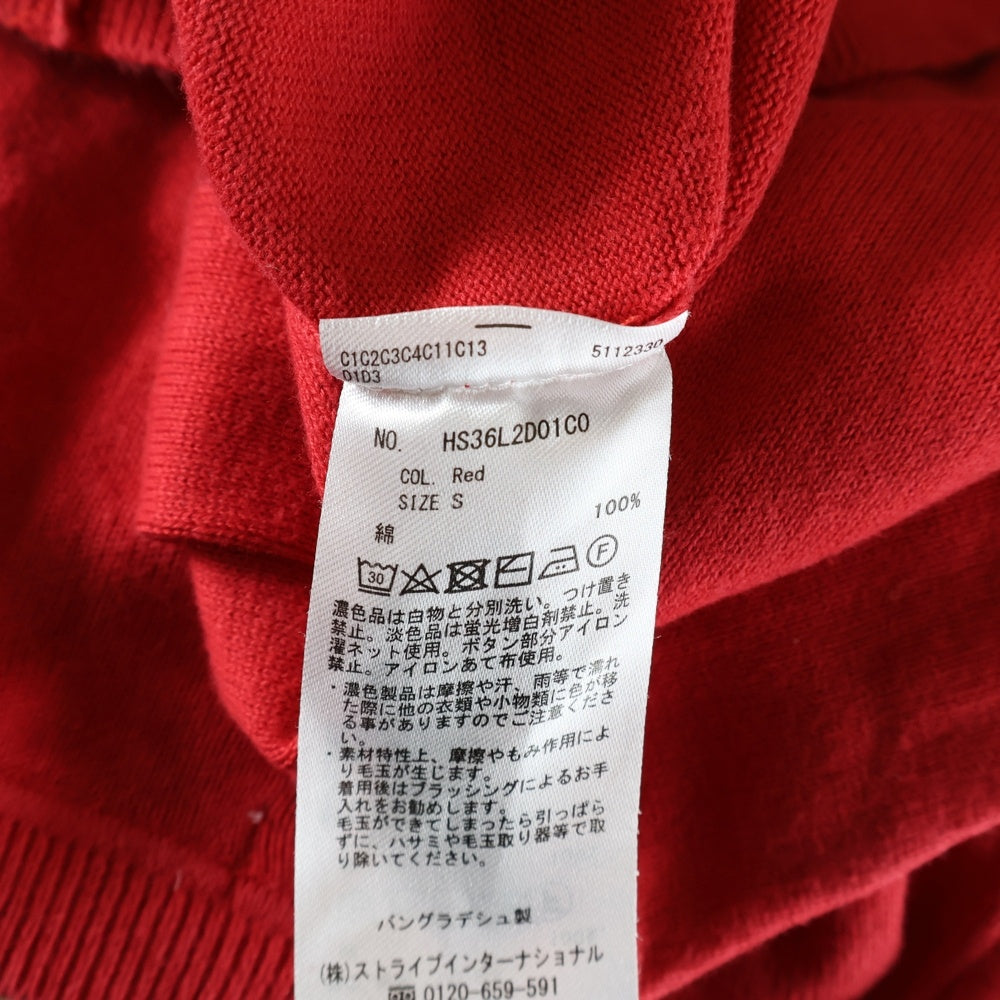 C1C2C3C4C11C13 5112330
D1D3
NO. HS36L2D01C0
COL. Red
SIZE S
綿 100%
30 F
濃色品は白物と分別洗い。つけ置き
禁止。淡色品は蛍光増白剤禁止。洗
濯ネット使用。ボタン部分アイロン
禁止。アイロンあて布使用。
・濃色製品は摩擦や汗、雨等で濡れ
た際に他の衣類や小物類に色が移
る事がありますのでご注意くださ
い。
・素材特性上、摩擦やもみ作用によ
り毛玉が生じます。
着用後はブラッシングによるお手
入れをお勧めします。
毛玉ができてしまったら引っぱら
ずに、ハサミや毛玉取り器等で取
り除いてください。
バングラデシュ製
(株)ストライプインターナショナル
0120-659-591